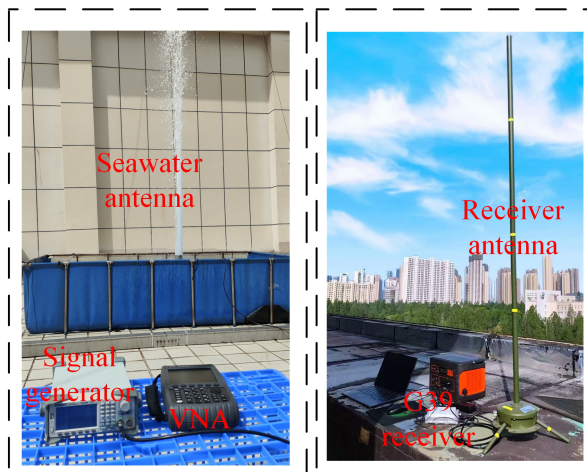 Seawater
antenna
Signal
generator
VNA
Receiver
antenna
G39
receiver